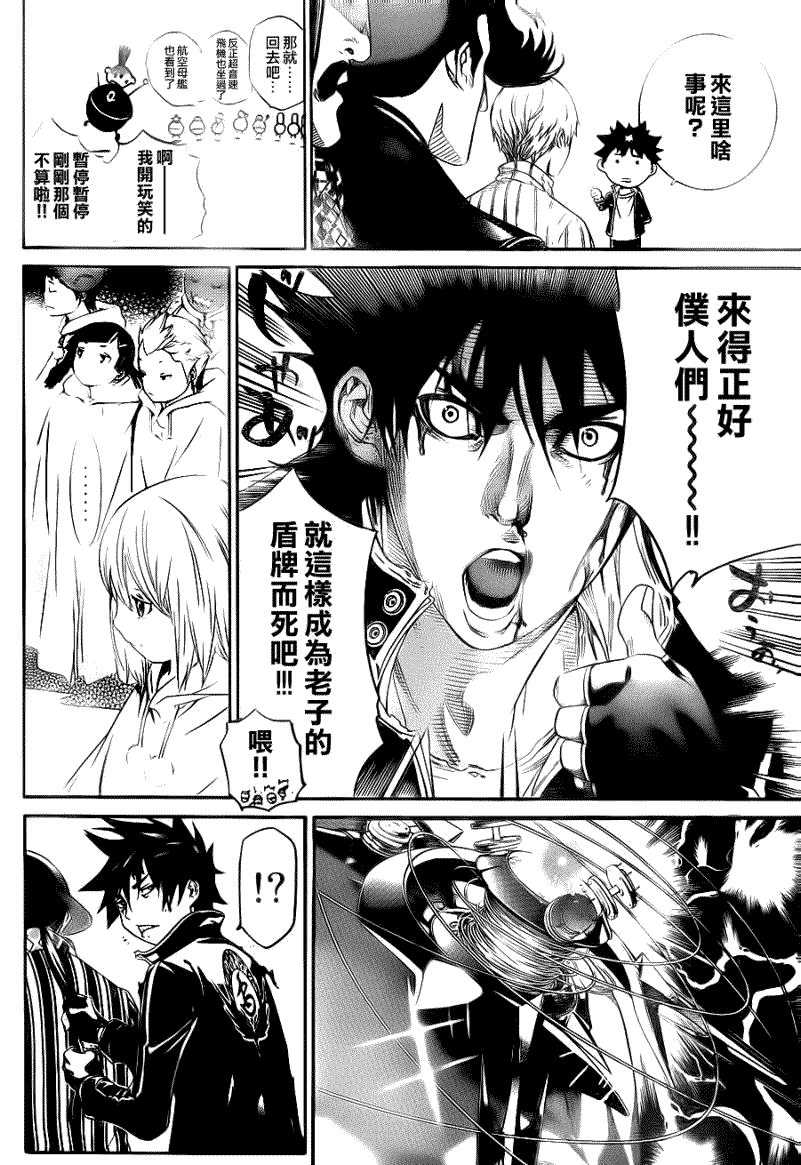 來這里啥
事呢？
那就……
回去吧…
反正超音速
飛機也坐過了
航空母艦
也看到了
啊
我開玩笑的
暫停暫停
剛剛那個
不算啦!!
來得正好
僕人們～～～～!!
就這樣成為老子的
盾牌而死吧!!!
喂!!
……
!?